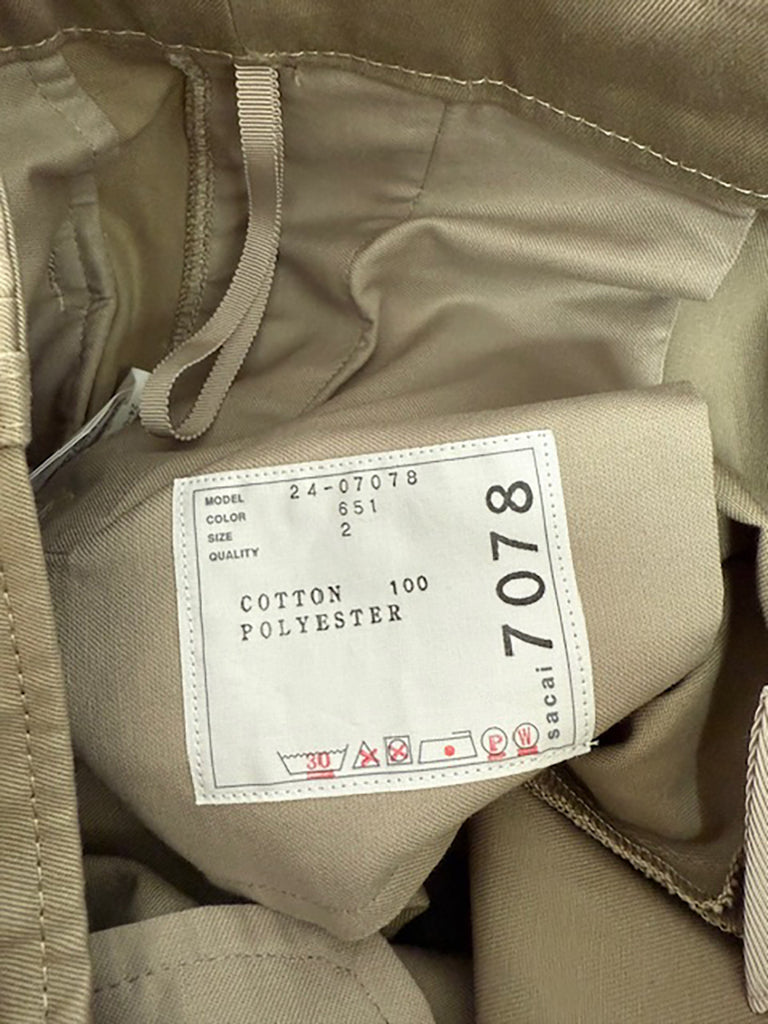 MODEL 24-07078
COLOR 651
SIZE 2
QUALITY
COTTON 100
POLYESTER
sacai 7078
30
P
W